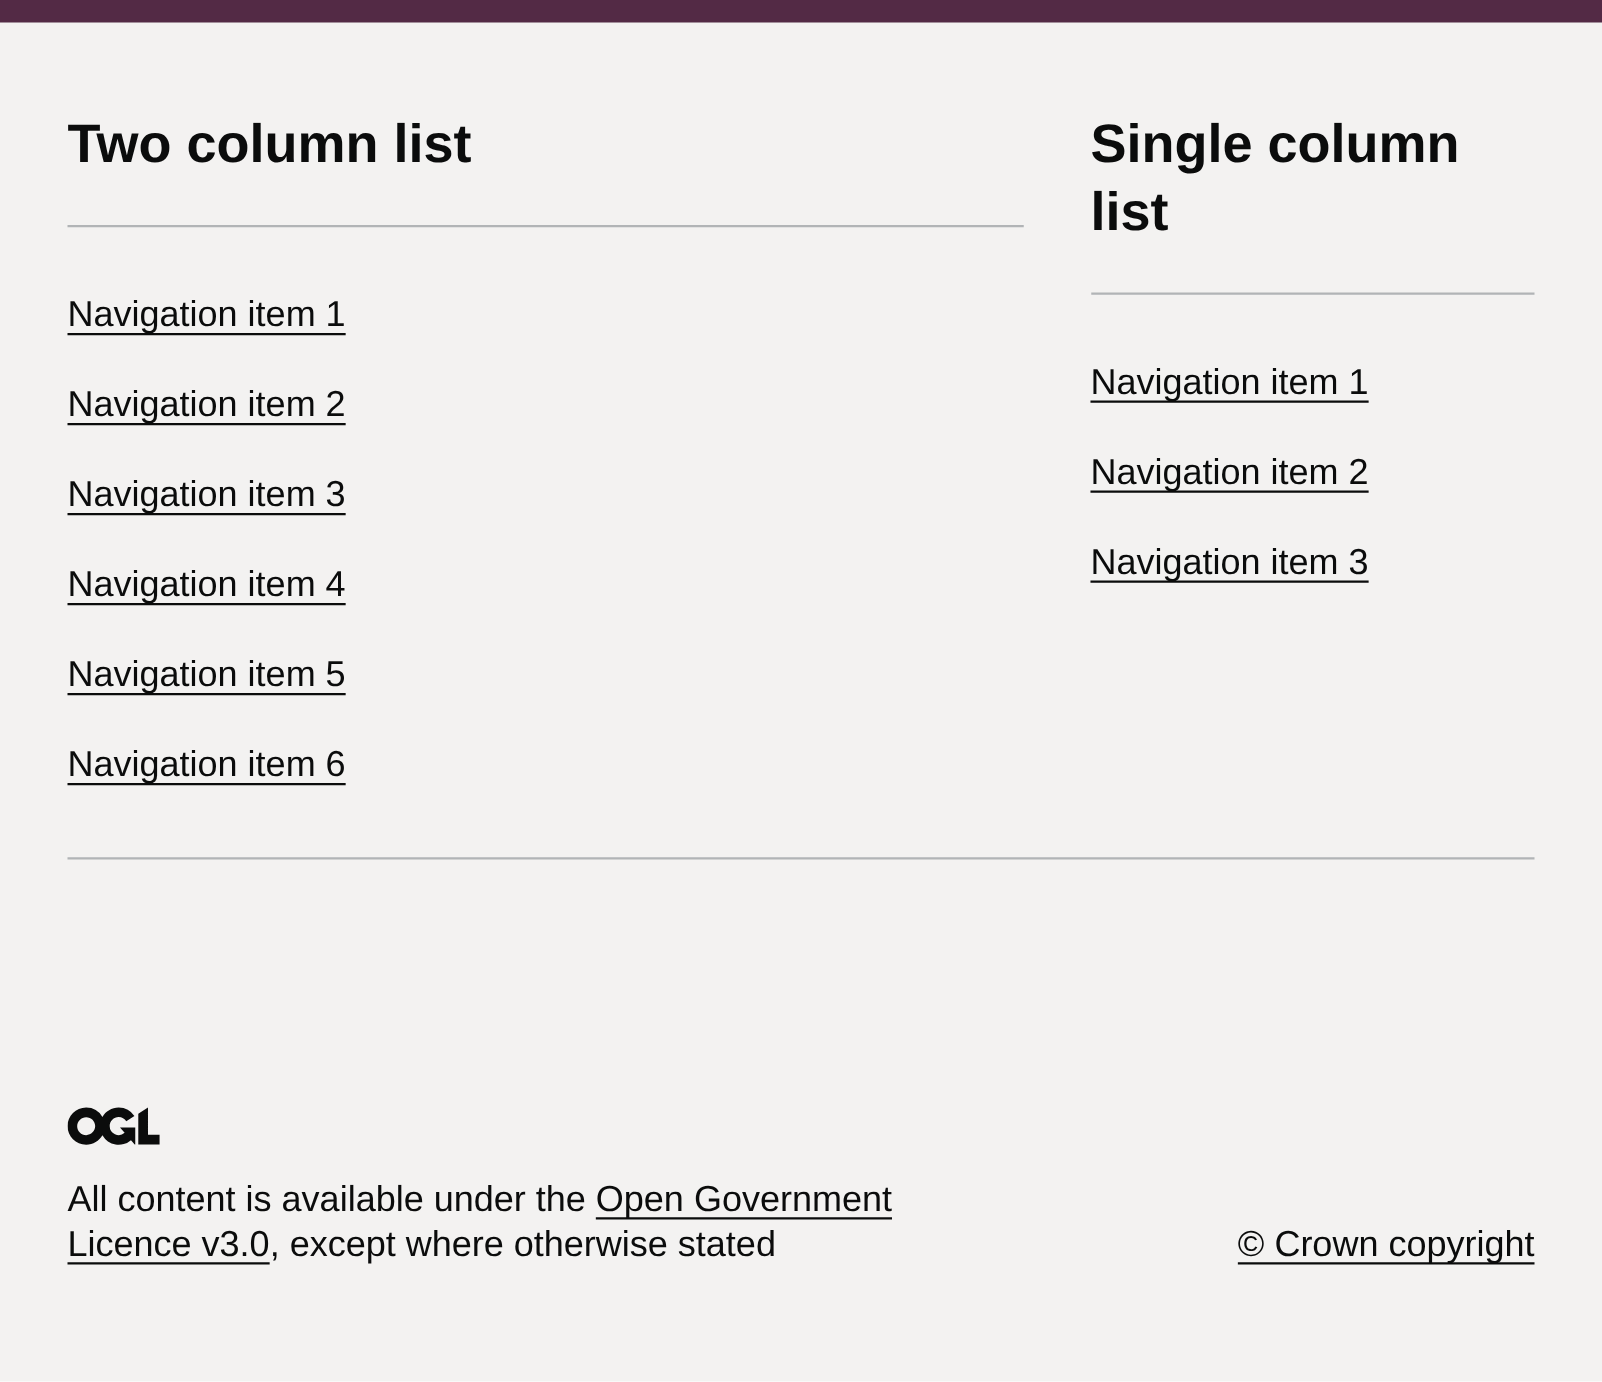 Two column list
Navigation item 1
Navigation item 2
Navigation item 3
Navigation item 4
Navigation item 5
Navigation item 6
Single column
list
Navigation item 1
Navigation item 2
Navigation item 3
OGL
All content is available under the Open Government
Licence v3.0, except where otherwise stated
© Crown copyright